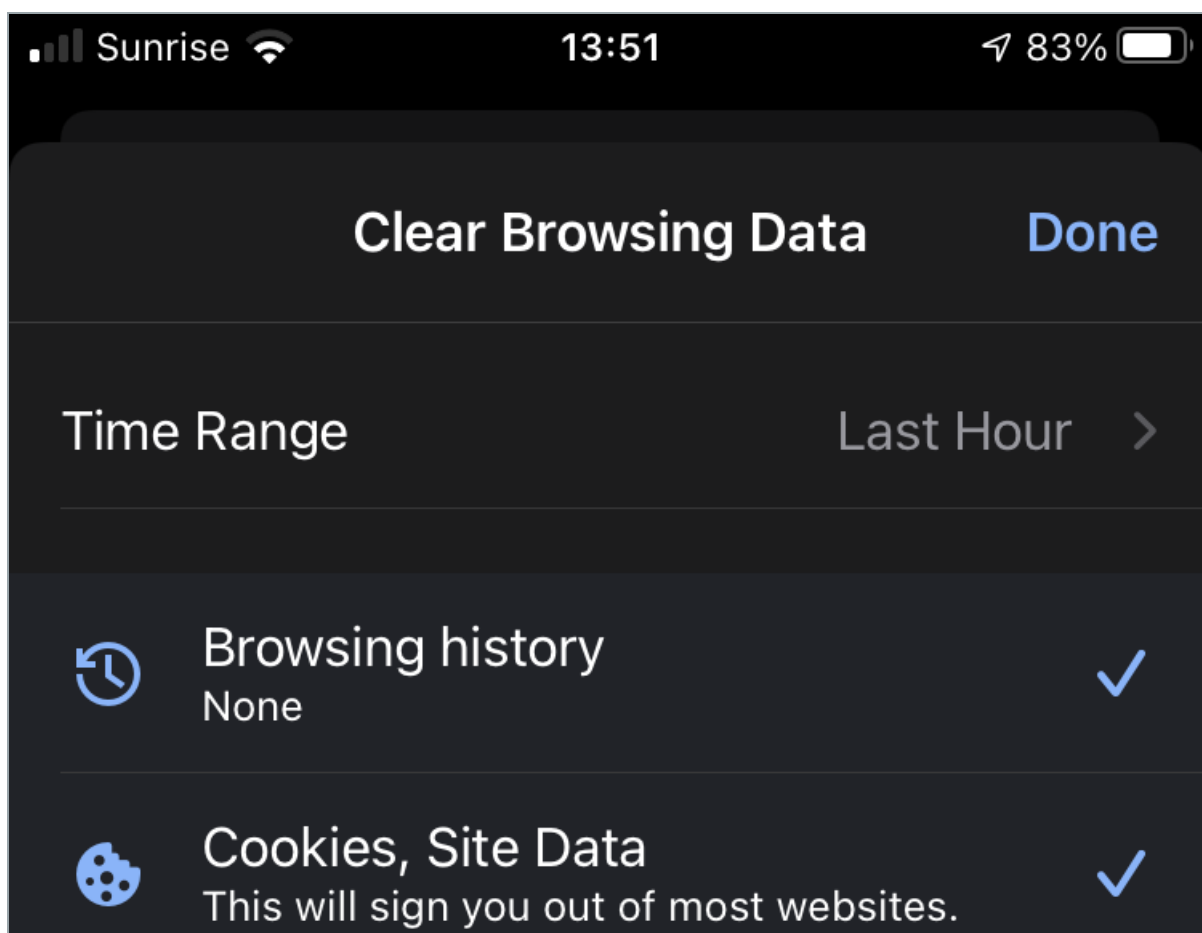 Sunrise 13:51 83%
Clear Browsing Data Done
Time Range Last Hour
Browsing history
None
Cookies, Site Data
This will sign you out of most websites.